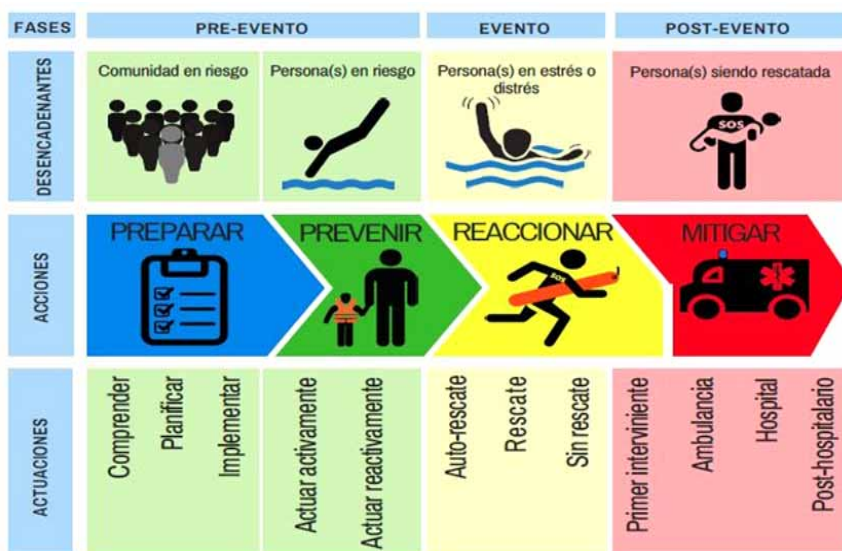 FASES
PRE-EVENTO
EVENTO
POST-EVENTO
DESENCADENANTES
Comunidad en riesgo
Persona(s) en riesgo
Persona(s) en estrés o
distrés
Persona(s) siendo rescatada
SOS
ACCIONES
PREPARAR
PREVENIR
REACCIONAR
MITIGAR
SOS
ACTUACIONES
Comprender
Planificar
Implementar
Actuar activamente
Actuar reactivamente
Auto-rescate
Rescate
Sin rescate
Primer interviniente
Ambulancia
Hospital
Post-hospitalario